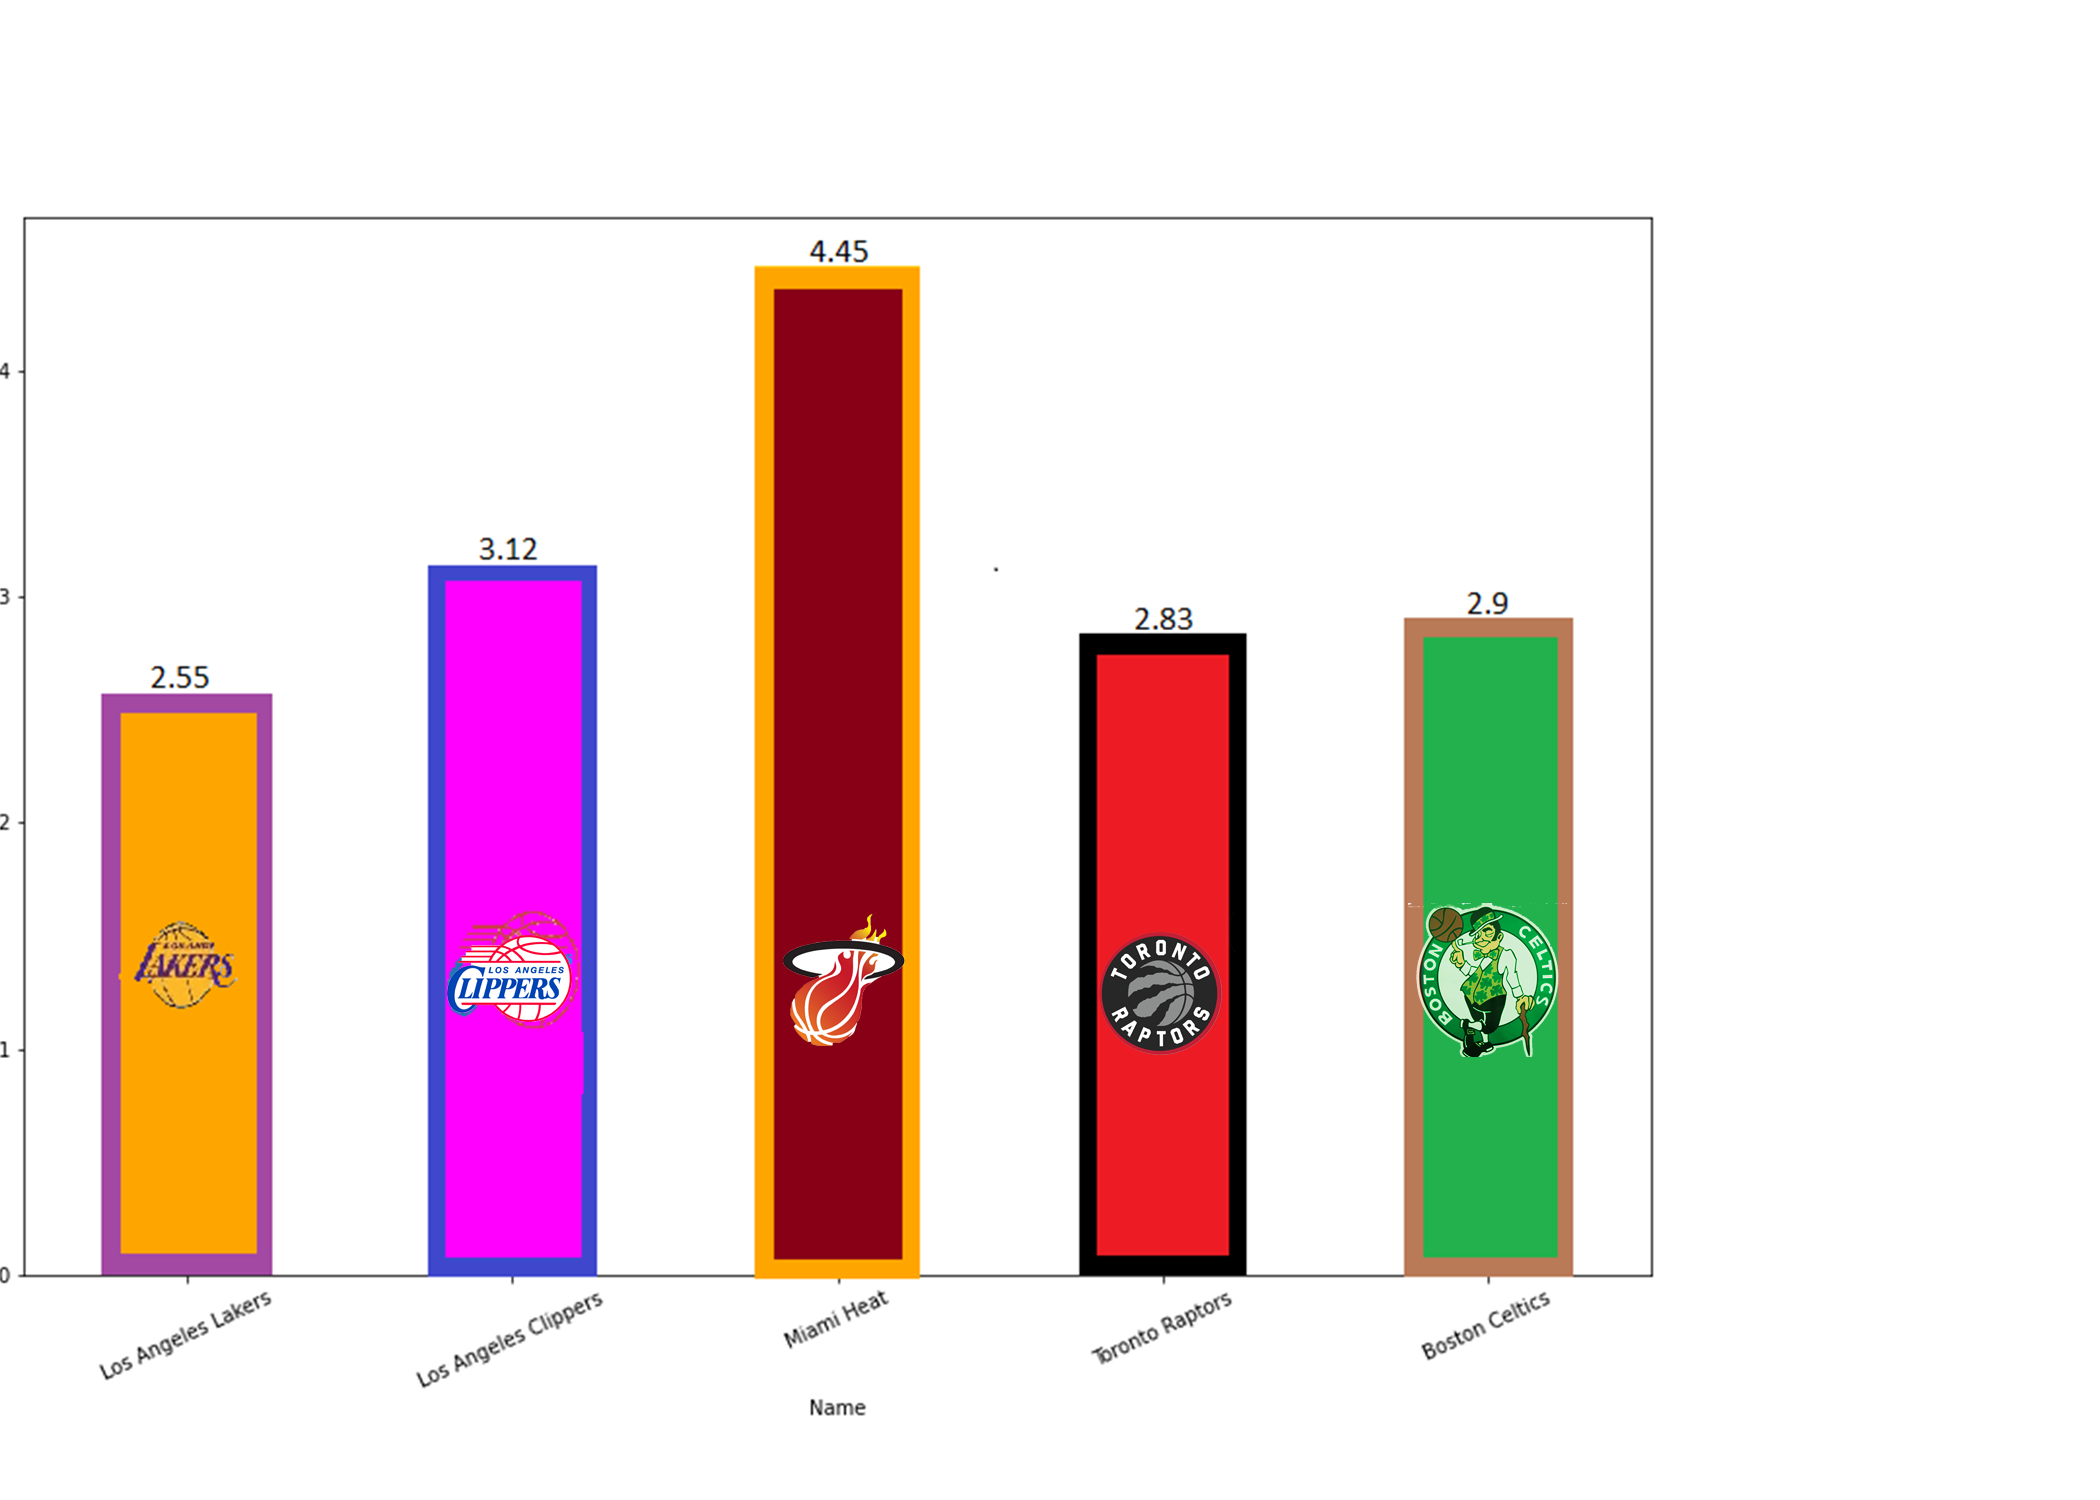 4.45
4
3.12
3
2.9
2.83
2.55
2
LAKERS
LOS ANGELES
CLIPPERS
TORONTO
RAPTORS
BOSTON
CELTICS
1
0
Los Angeles Lakers
Los Angeles Clippers
Miami Heat
Toronto Raptors
Boston Celtics
Name